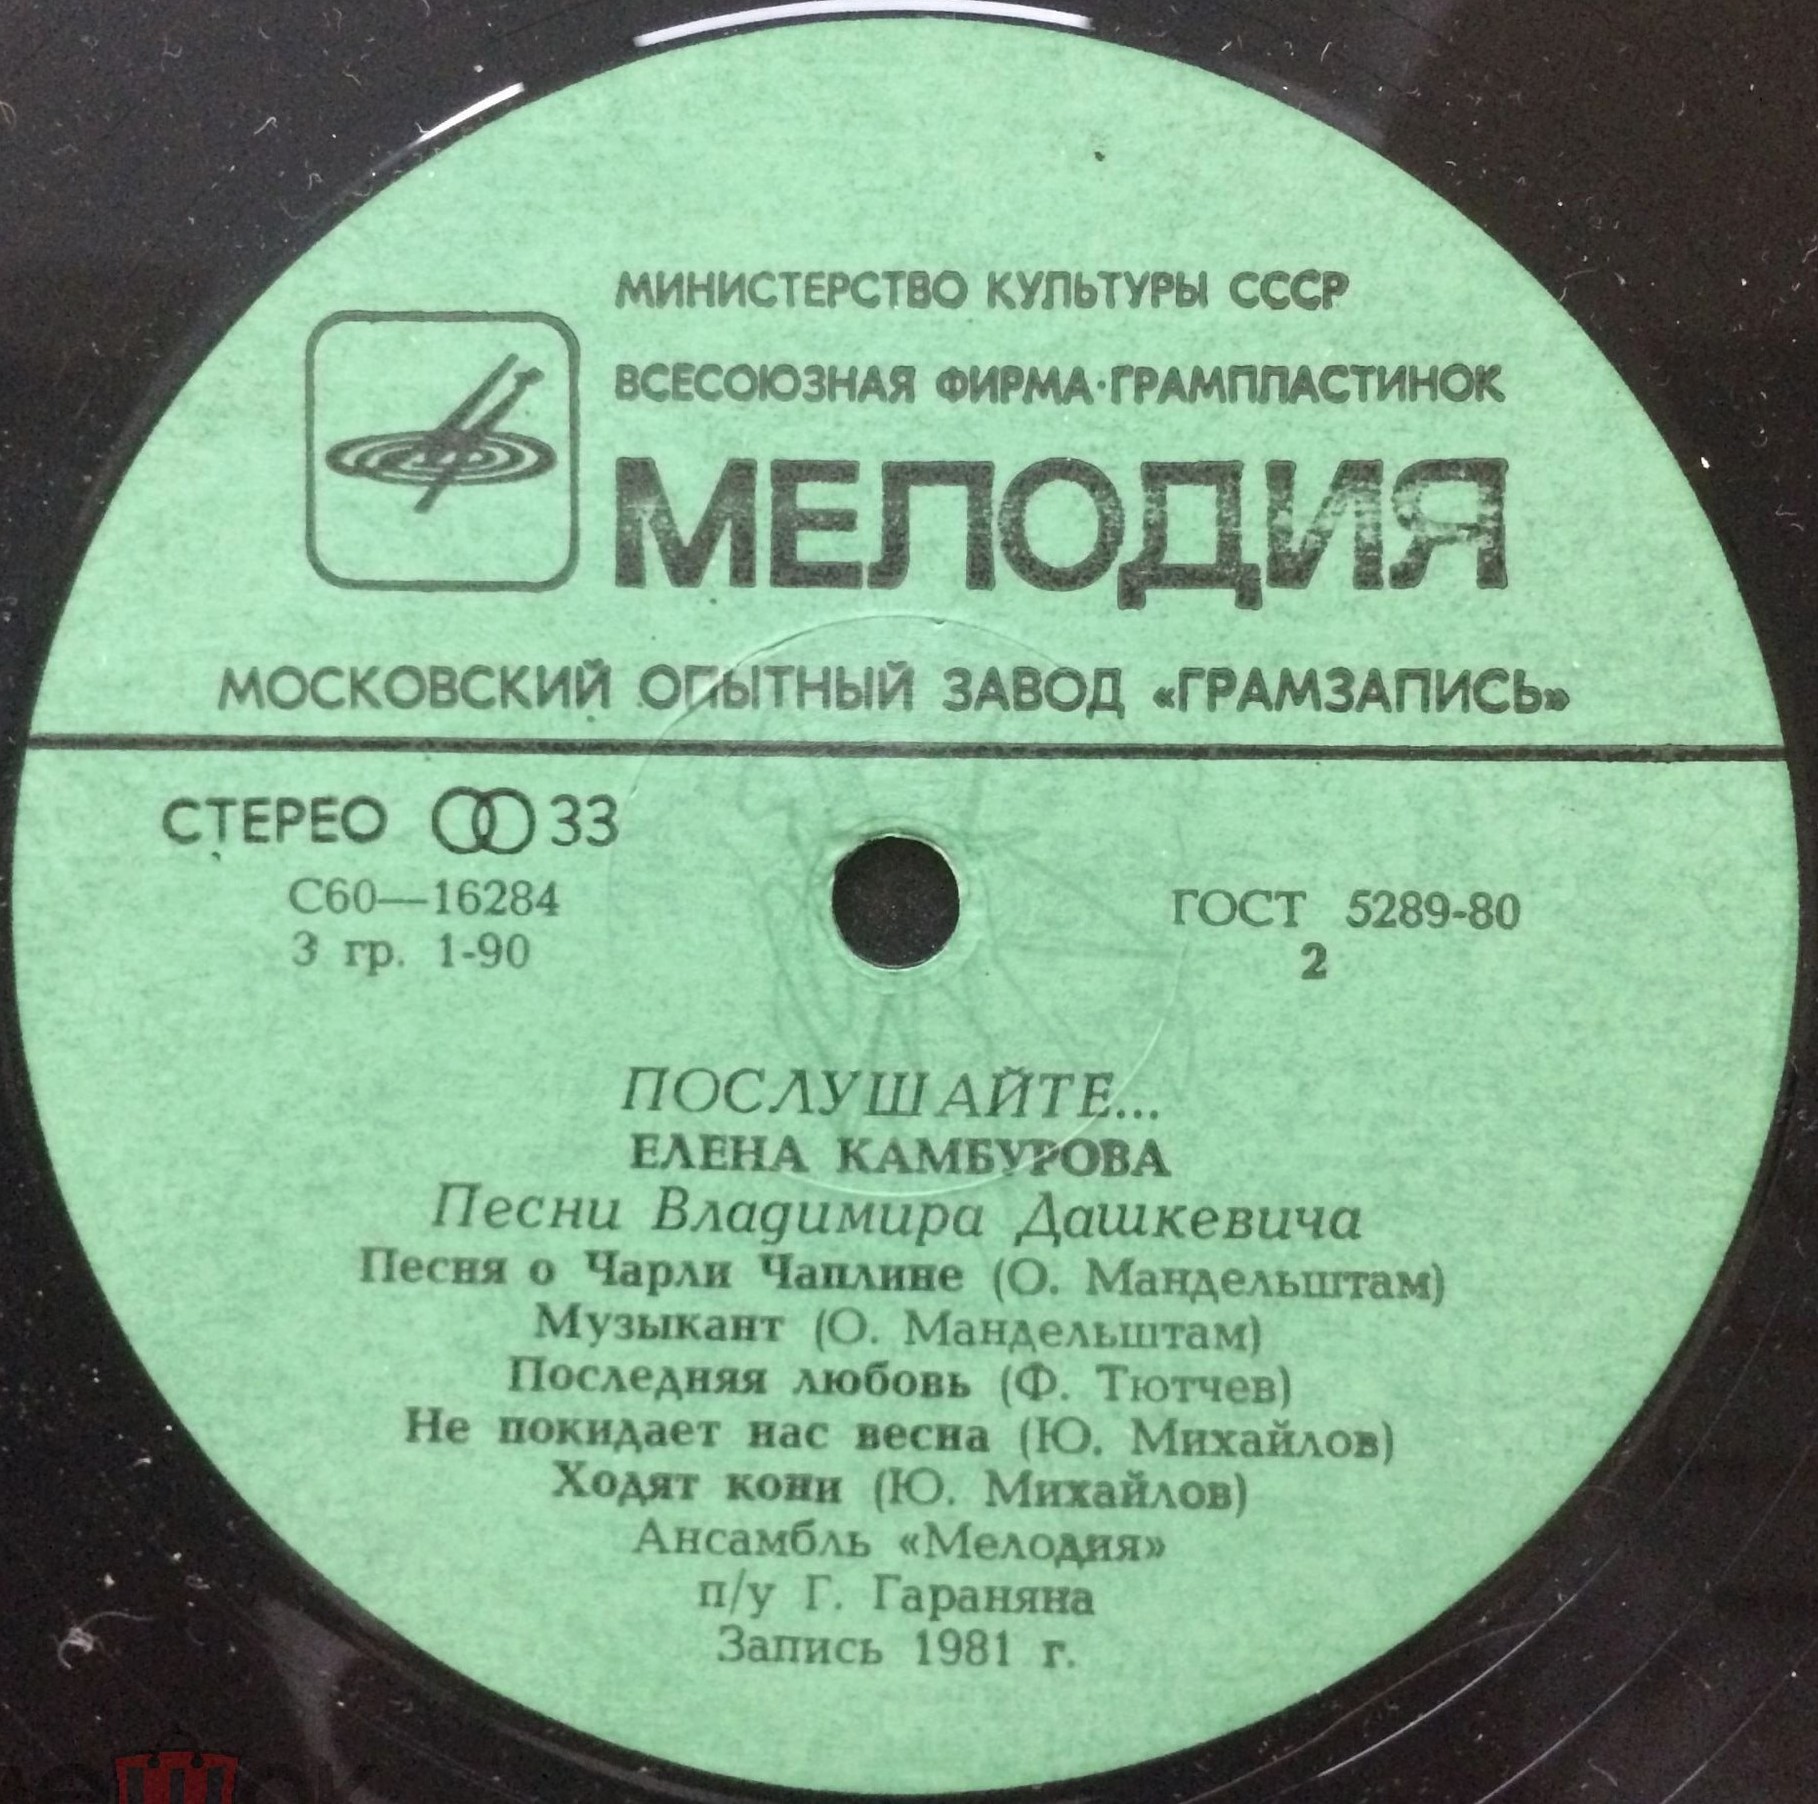 МИНИСТЕРСТВО КУЛЬТУРЫ СССР
ВСЕСОЮЗНАЯ ФИРМА·ГРАМПЛАСТИНОК
МЕЛОДИЯ
МОСКОВСКИЙ ОПЫТНЫЙ ЗАВОД «ГРАМЗАПИСЬ»
СТЕРЕО 33
С60—16284
3 гр. 1-90
ГОСТ 5289-80
2
ПОСЛУШАЙТЕ...
ЕЛЕНА КАМБУРОВА
Песни Владимира Дашкевича
Песня о Чарли Чаплине (О. Мандельштам)
Музыкант (О. Мандельштам)
Последняя любовь (Ф. Тютчев)
Не покидает нас весна (Ю. Михайлов)
Ходят кони (Ю. Михайлов)
Ансамбль «Мелодия»
п/у Г. Гараняна
Запись 1981 г.